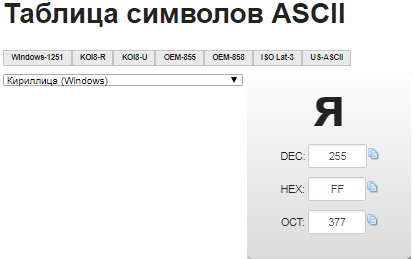 Таблица символов ASCII
Windows-1251 KOI8-R KOI8-U OEM-855 OEM-858 ISO Lat-3 US-ASCII
Кириллица (Windows)
я
DEC: 255
HEX: FF
OCT: 377